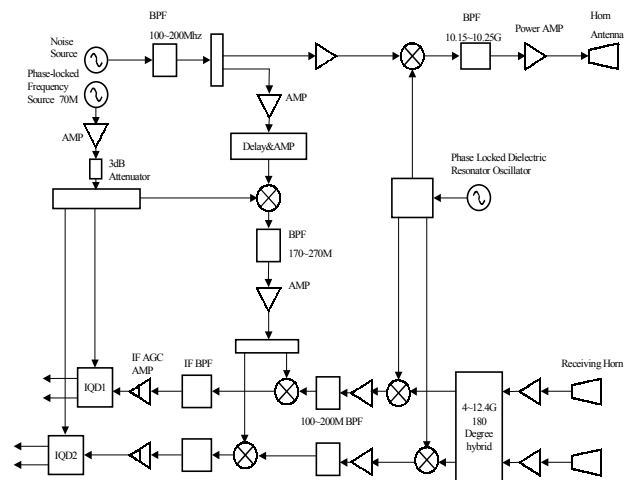 BPF
100~200Mhz
Noise
Source
BPF
10.15~10.25G
Power AMP
Horn
Antenna
Phase-locked
Frequency
Source 70M
AMP
AMP
3dB
Attenuator
Delay&AMP
Phase Locked Dielectric
Resonator Oscillator
BPF
170~270M
AMP
IF AGC
AMP
IF BPF
Receiving Horn
IQD1
100~200M BPF
4~12.4G
180
Degree
hybrid
IQD2